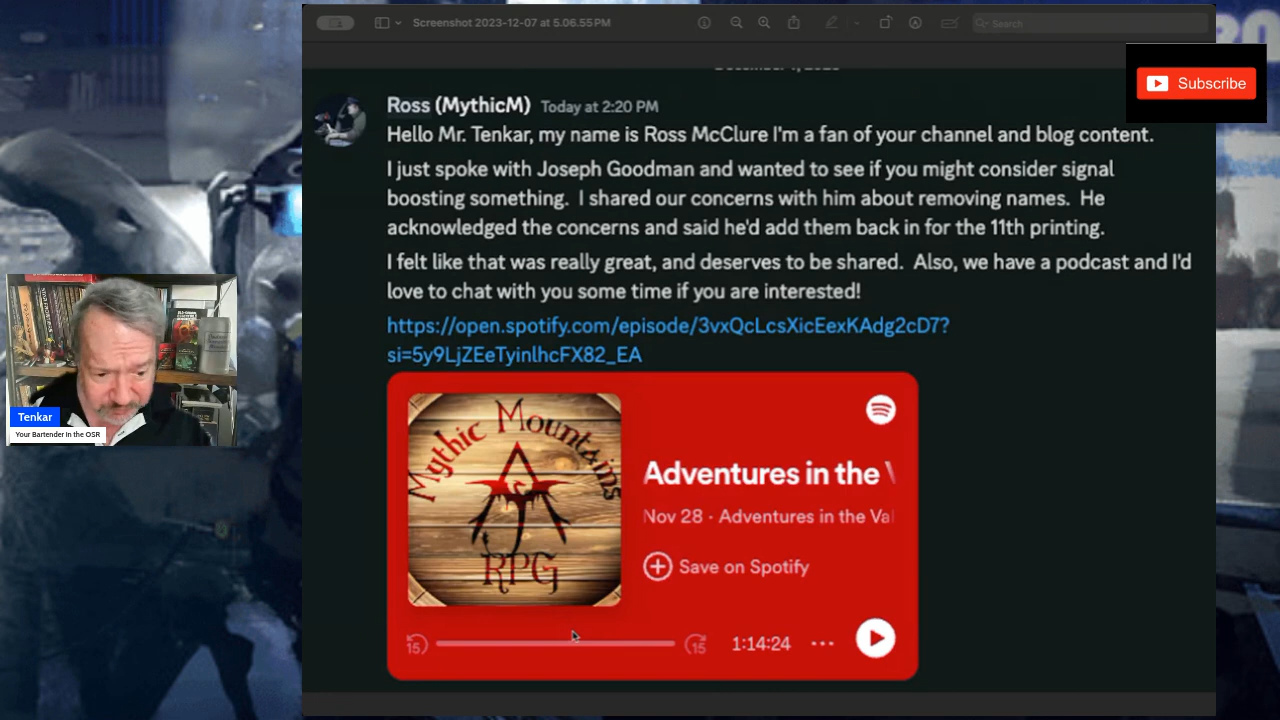 Screenshot 2023-12-07 at 5.06.55 PM
Search
Subscribe
Ross (MythicM) Today at 2:20 PM
Hello Mr. Tenkar, my name is Ross McClure I'm a fan of your channel and blog content.
I just spoke with Joseph Goodman and wanted to see if you might consider signal
boosting something. I shared our concerns with him about removing names. He
acknowledged the concerns and said he'd add them back in for the 11th printing.
I felt like that was really great, and deserves to be shared. Also, we have a podcast and I'd
love to chat with you some time if you are interested!
https://open.spotify.com/episode/3vxQcLcsXicEexKAdg2cD7?
si=5y9LjZEeTyinlhcFX82_EA
Mythic Mountains
RPG
Adventures in the
Nov 28 · Adventures in the Val
Save on Spotify
15
15
1:14:24
Tenkar
Your Bartender in the OSR